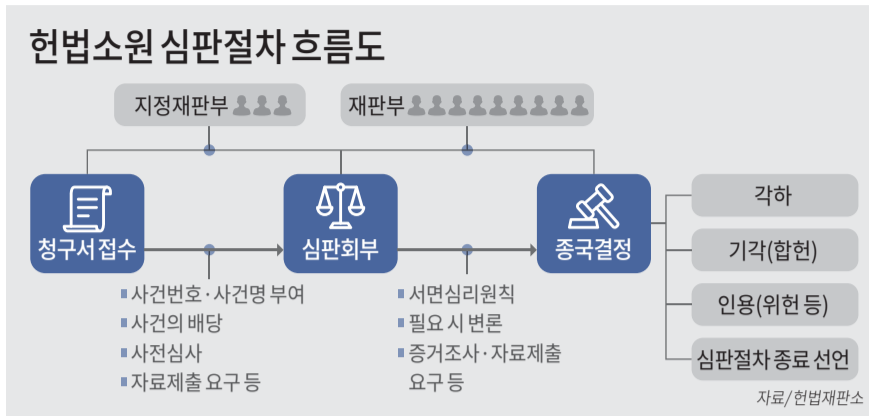 헌법소원 심판절차 흐름도
지정재판부
재판부
청구서 접수
심판회부
종국결정
사건번호·사건명 부여
사건의 배당
사전심사
자료제출 요구 등
서면심리원칙
필요 시 변론
증거조사·자료제출
요구 등
각하
기각(합헌)
인용(위헌 등)
심판절차 종료 선언
자료/헌법재판소